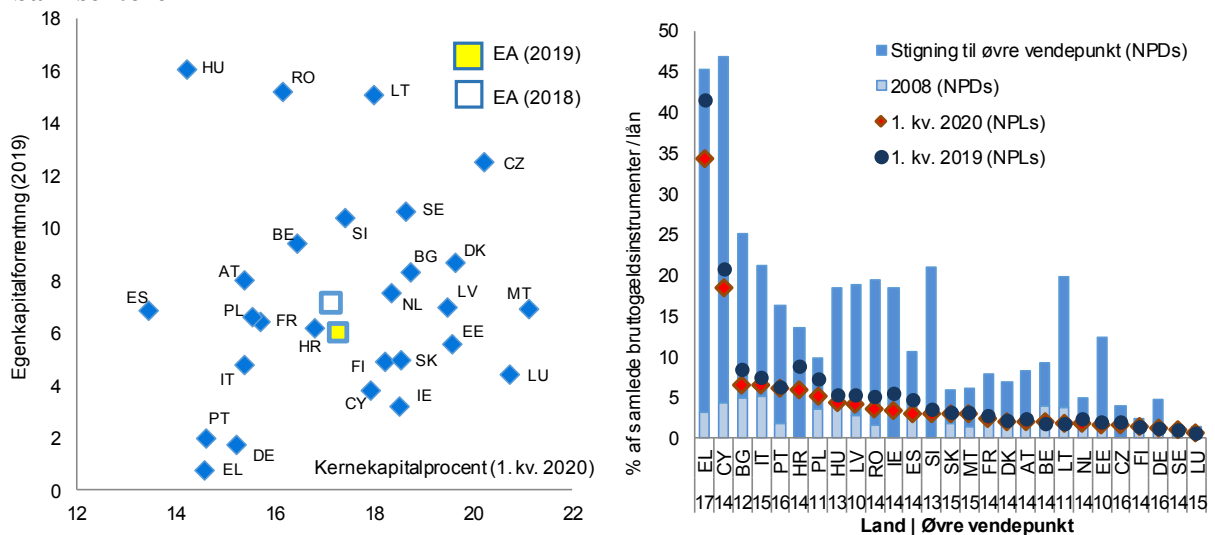 18
16
14
12
10
8
6
4
2
0
Egenkapitalforrentnng (2019)
EA (2019)
EA (2018)
HU
RO
LT
CZ
SE
SI
BE
DK
BG
AT
ES
NL
LV
MT
PL
FR
HR
EE
IT
FI
SK
LU
CY
IE
PT
DE
EL
Kernekapitalprocent (1. kv. 2020)
12 14 16 18 20 22
50
45
40
35
30
25
20
15
10
5
0
% af samlede bruttogældsinstrumenter / lån
Stigning til øvre vendepunkt (NPDs)
2008 (NPDs)
1. kv. 2020 (NPLs)
1. kv. 2019 (NPLs)
EL CY BG IT PT HR PL HU LV RO IE ES SI SK MT FR DK AT BE LT NL EE CZ FI DE SE LU
17 14 12 15 16 14 11 13 10 14 14 14 13 15 15 14 14 14 14 11 14 10 16 14 16 14 15
Land | Øvre vendepunkt